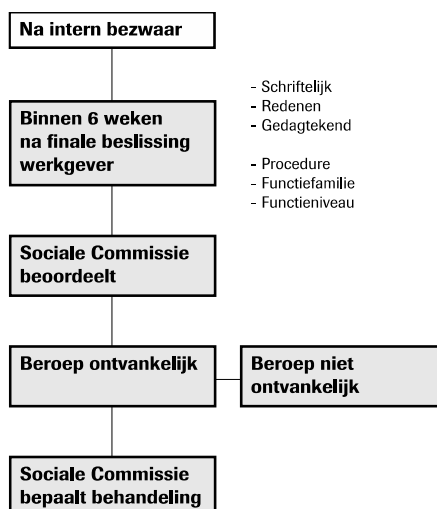 Na intern bezwaar
Binnen 6 weken
na finale beslissing
werkgever
- Schriftelijk
- Redenen
- Gedagtekend
- Procedure
- Functiefamilie
- Functieniveau
Sociale Commissie
beoordeelt
Beroep ontvankelijk
Beroep niet
ontvankelijk
Sociale Commissie
bepaalt behandeling